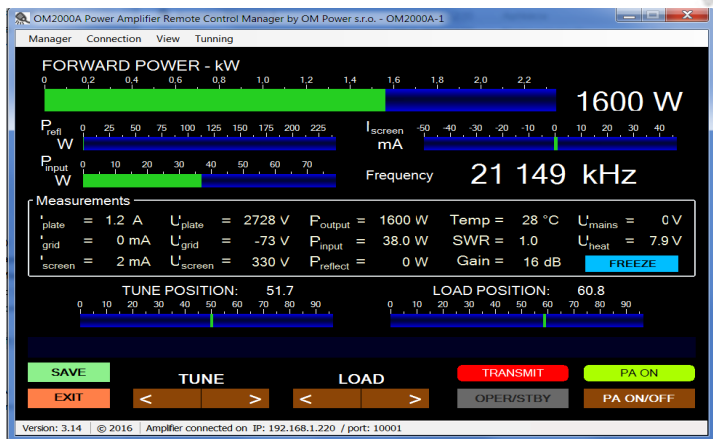 OM2000A Power Amplifier Remote Control Manager by OM Power s.r.o. - OM2000A-1
Manager Connection View Tunning
FORWARD POWER - kW
0 0,2 0,4 0,6 0,8 1,0 1,2 1,4 1,6 1,8 2,0 2,2
1600 W
Prefl W 0 25 50 75 100 125 150 175 200 225
Iscreen mA -50 -40 -30 -20 -10 0 10 20 30 40
Pinput W 0 10 20 30 40 50 60 70
Frequency 21 149 kHz
Measurements
Iplate = 1.2 A Uplate = 2728 V Poutput = 1600 W Temp = 28 °C Umains = 0 V
Igrid = 0 mA Ugrid = -73 V Pinput = 38.0 W SWR = 1.0 Uheat = 7.9 V
Iscreen = 2 mA Uscreen = 330 V Preflect = 0 W Gain = 16 dB FREEZE
TUNE POSITION: 51.7 LOAD POSITION: 60.8
0 10 20 30 40 50 60 70 80 90 0 10 20 30 40 50 60 70 80 90
SAVE TUNE LOAD TRANSMIT PA ON
EXIT < > < > OPER/STBY PA ON/OFF
Version: 3.14 © 2016 Amplifier connected on IP: 192.168.1.220 / port: 10001